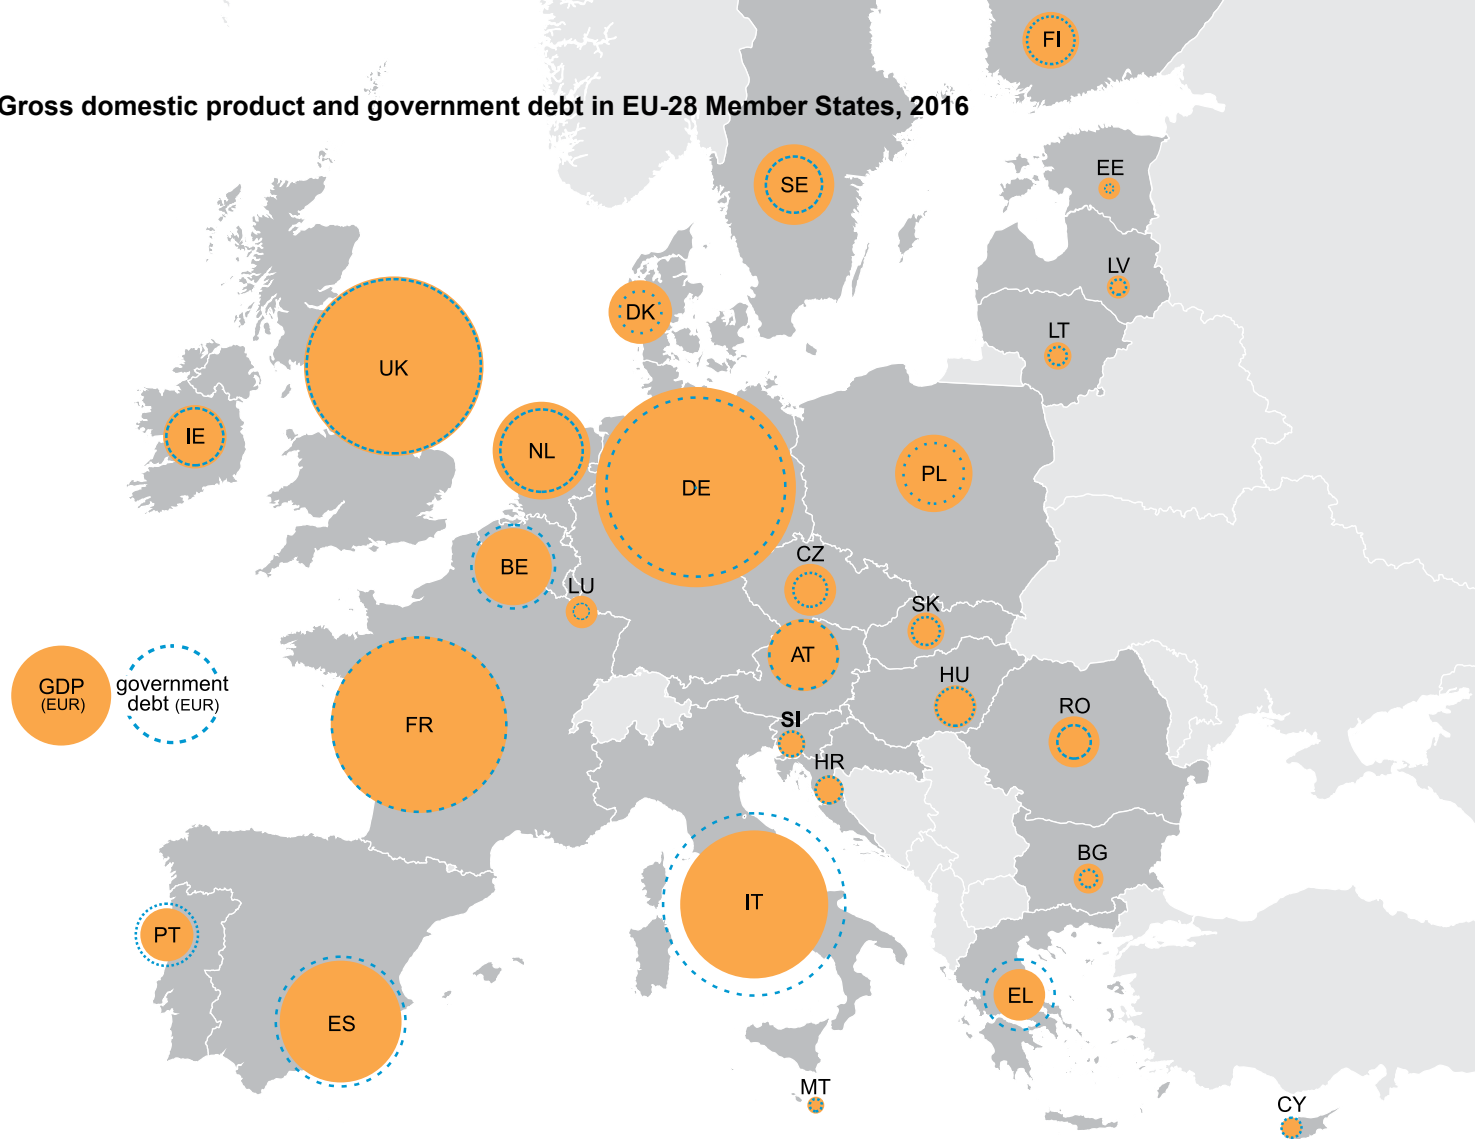 FI
Gross domestic product and government debt in EU-28 Member States, 2016
EE
SE
LV
DK
LT
UK
IE
NL
PL
DE
CZ
BE
LU
SK
AT
HU
GDP
(EUR)
government
debt (EUR)
RO
SI
FR
HR
BG
IT
PT
EL
ES
MT
CY